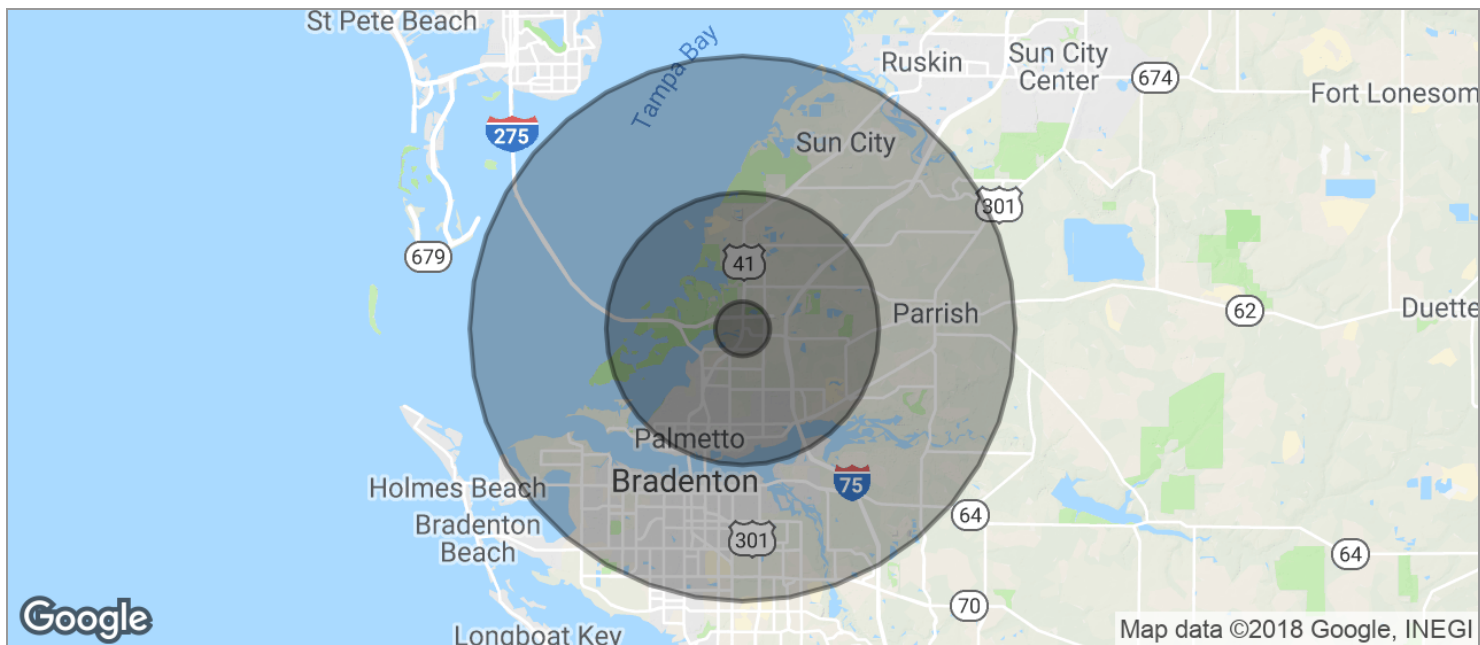 St Pete Beach
Tampa Bay
Ruskin
Sun City
Center
674
Fort Lonesom
275
Sun City
301
679
41
Parrish
62
Duette
Palmetto
Bradenton
75
Holmes Beach
Bradenton
Beach
64
301
64
70
Google
Longboat Key
Map data ©2018 Google, INEGI